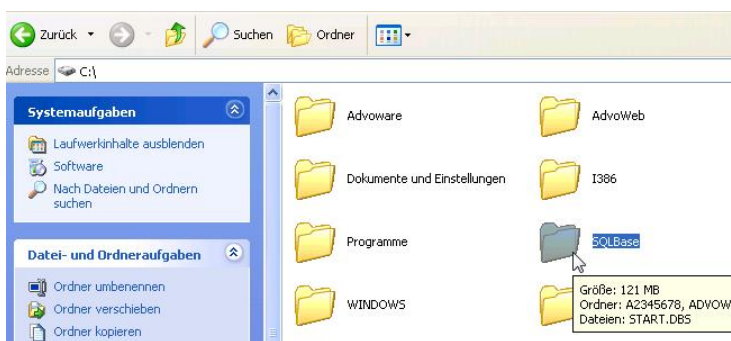 Zurück Suchen Ordner
Adresse C:\
Systemaufgaben
Laufwerkinhalte ausblenden
Software
Nach Dateien und Ordnern
suchen
Datei- und Ordneraufgaben
Ordner umbenennen
Ordner verschieben
Ordner kopieren
Advoware AdvoWeb
Dokumente und Einstellungen I386
Programme SQLBase
WINDOWS
Größe: 121 MB
Ordner: A2345678, ADVOW
Dateien: START.DBS